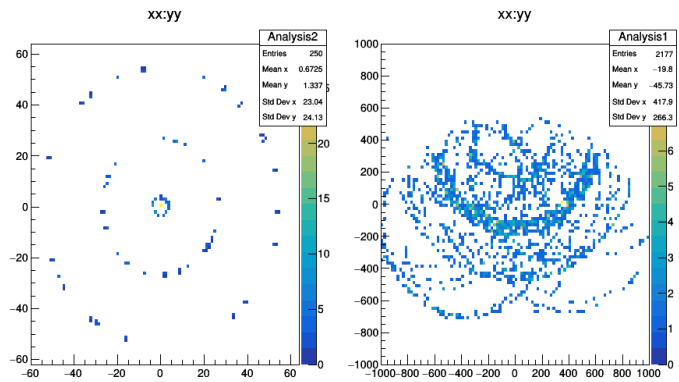 xx:yy
Analysis2
Entries 250
Mean x 0.6725
Mean y 1.337
Std Dev x 23.04
Std Dev y 24.13
60
40
20
0
−20
−40
−60
−60 −40 −20 0 20 40 60
20
15
10
5
0
xx:yy
Analysis1
Entries 2177
Mean x −19.8
Mean y −45.73
Std Dev x 417.9
Std Dev y 266.3
1000
800
600
400
200
0
−200
−400
−600
−800
−1000
−1000 −800 −600 −400 −200 0 200 400 600 800 1000
6
5
4
3
2
1
0